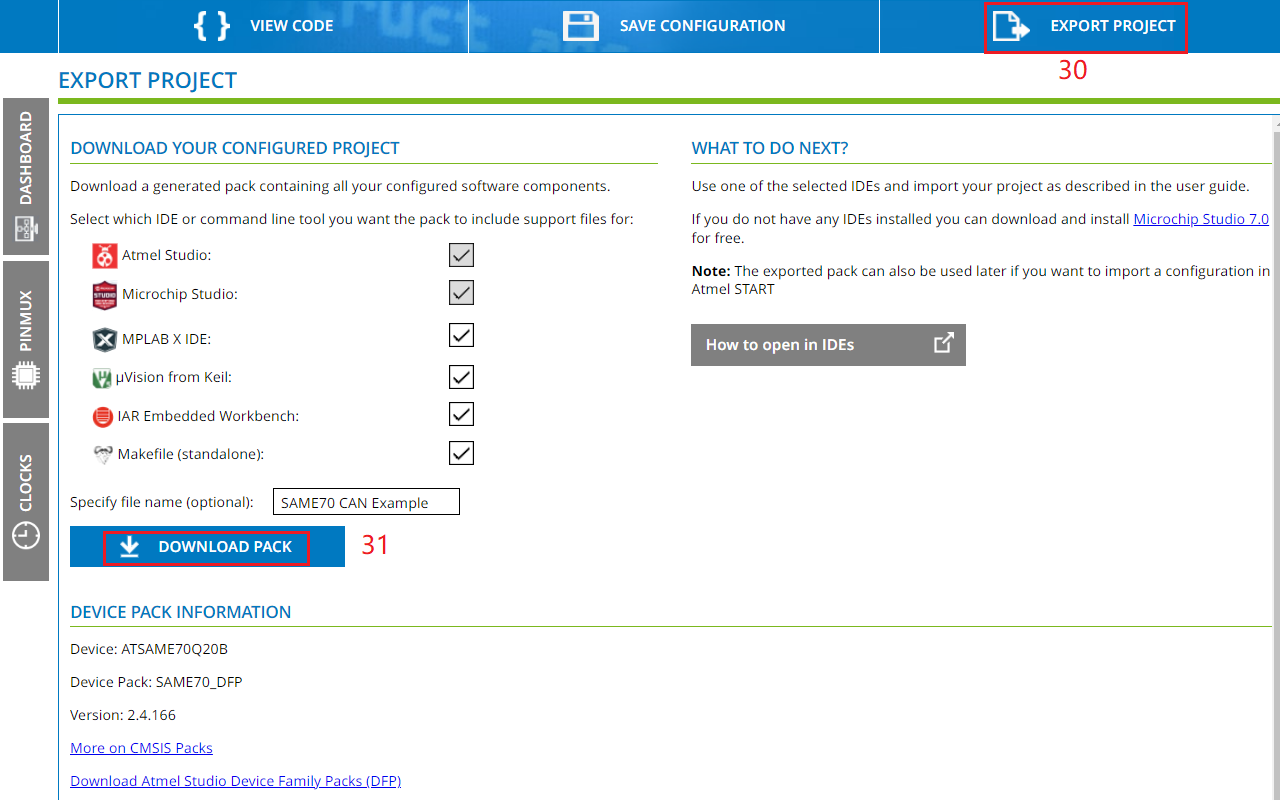 VIEW CODE
SAVE CONFIGURATION
EXPORT PROJECT
30
EXPORT PROJECT
DASHBOARD
PINMUX
CLOCKS
DOWNLOAD YOUR CONFIGURED PROJECT
Download a generated pack containing all your configured software components.
Select which IDE or command line tool you want the pack to include support files for:
Atmel Studio:
Microchip Studio:
MPLAB X IDE:
µVision from Keil:
IAR Embedded Workbench:
Makefile (standalone):
Specify file name (optional): SAME70 CAN Example
DOWNLOAD PACK
31
WHAT TO DO NEXT?
Use one of the selected IDEs and import your project as described in the user guide.
If you do not have any IDEs installed you can download and install Microchip Studio 7.0
for free.
Note: The exported pack can also be used later if you want to import a configuration in
Atmel START
How to open in IDEs
DEVICE PACK INFORMATION
Device: ATSAME70Q20B
Device Pack: SAME70_DFP
Version: 2.4.166
More on CMSIS Packs
Download Atmel Studio Device Family Packs (DFP)